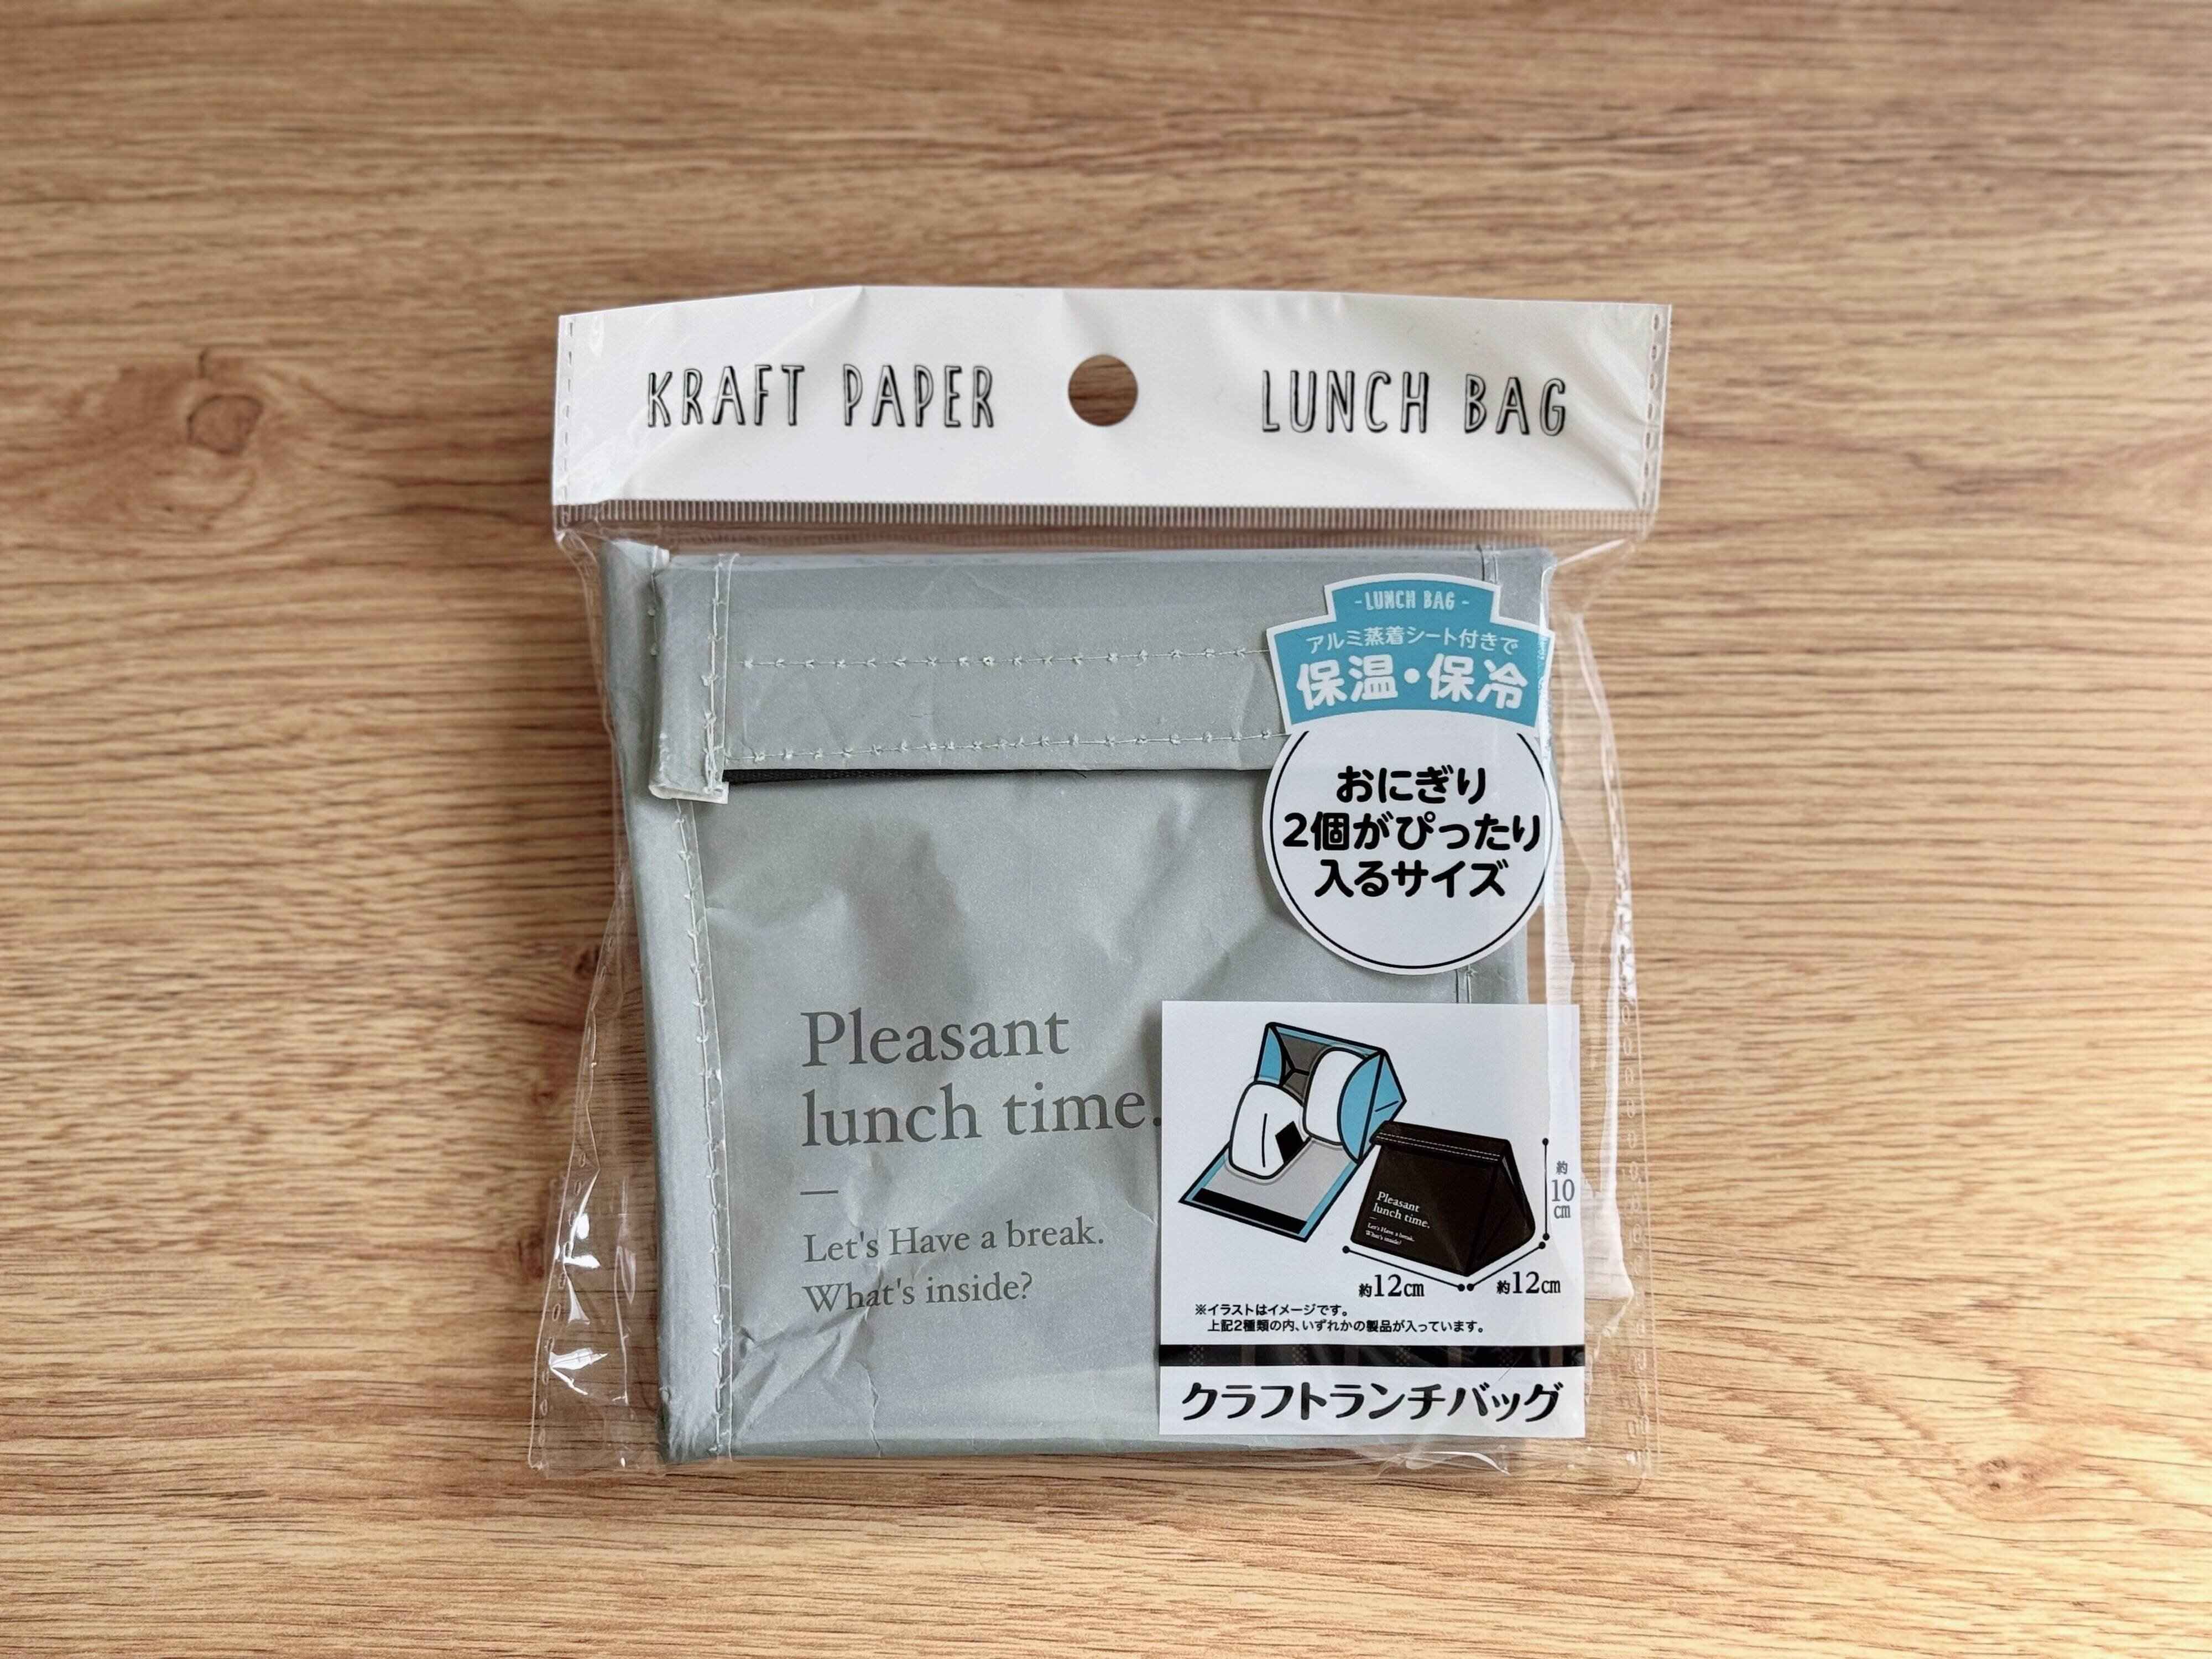 KRAFT PAPER LUNCH BAG
- LUNCH BAG -
アルミ蒸着シート付きで
保温・保冷
おにぎり
2個がぴったり
入るサイズ
Pleasant
lunch time.
Let's Have a break.
What's inside?
Pleasant
lunch time.
Let's Have a break.
What's inside?
約
10
cm
約12cm
約12cm
※イラストはイメージです。
上記2種類の内、いずれかの製品が入っています。
クラフトランチバッグ